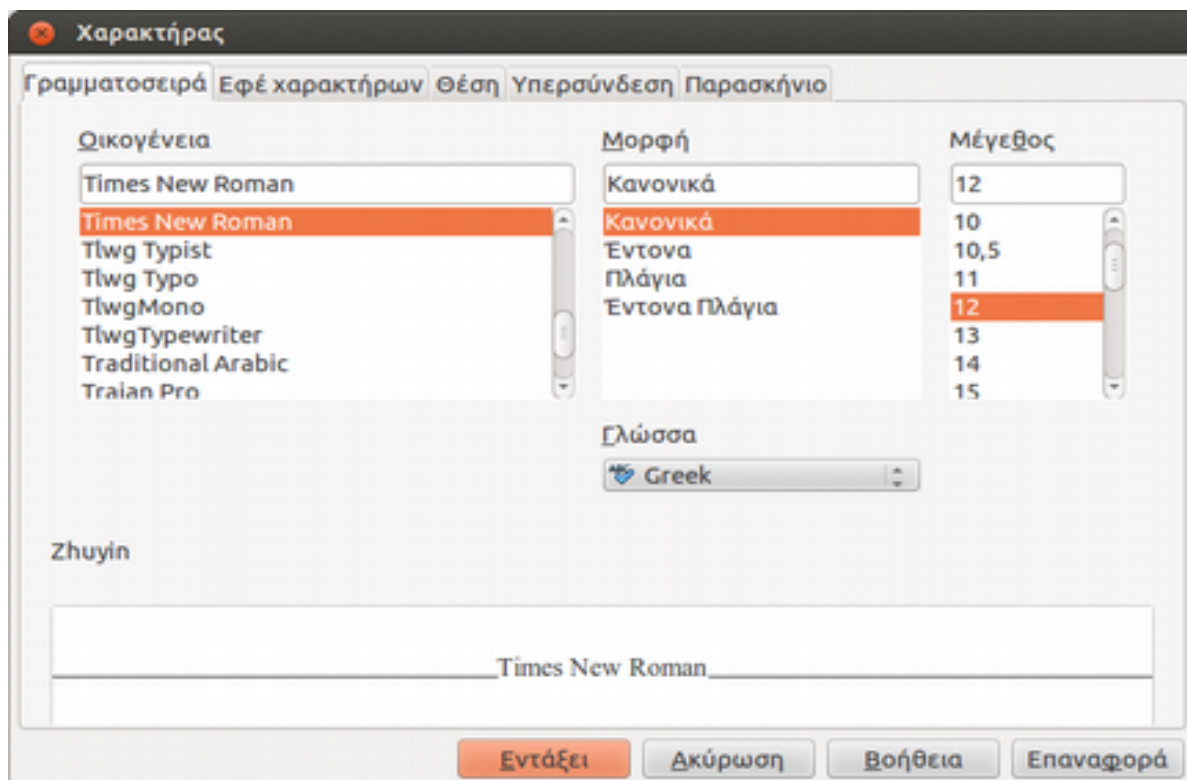 Χαρακτήρας
Γραμματοσειρά Εφέ χαρακτήρων Θέση Υπερσύνδεση Παρασκήνιο
Οικογένεια
Times New Roman
Times New Roman
Tlwg Typist
Tlwg Typo
TlwgMono
TlwgTypewriter
Traditional Arabic
Trajan Pro
Μορφή
Κανονικά
Κανονικά
Έντονα
Πλάγια
Έντονα Πλάγια
Μέγεθος
12
10
10,5
11
12
13
14
15
Γλώσσα
Greek
Zhuyin
Times New Roman
Εντάξει Ακύρωση Βοήθεια Επαναφορά